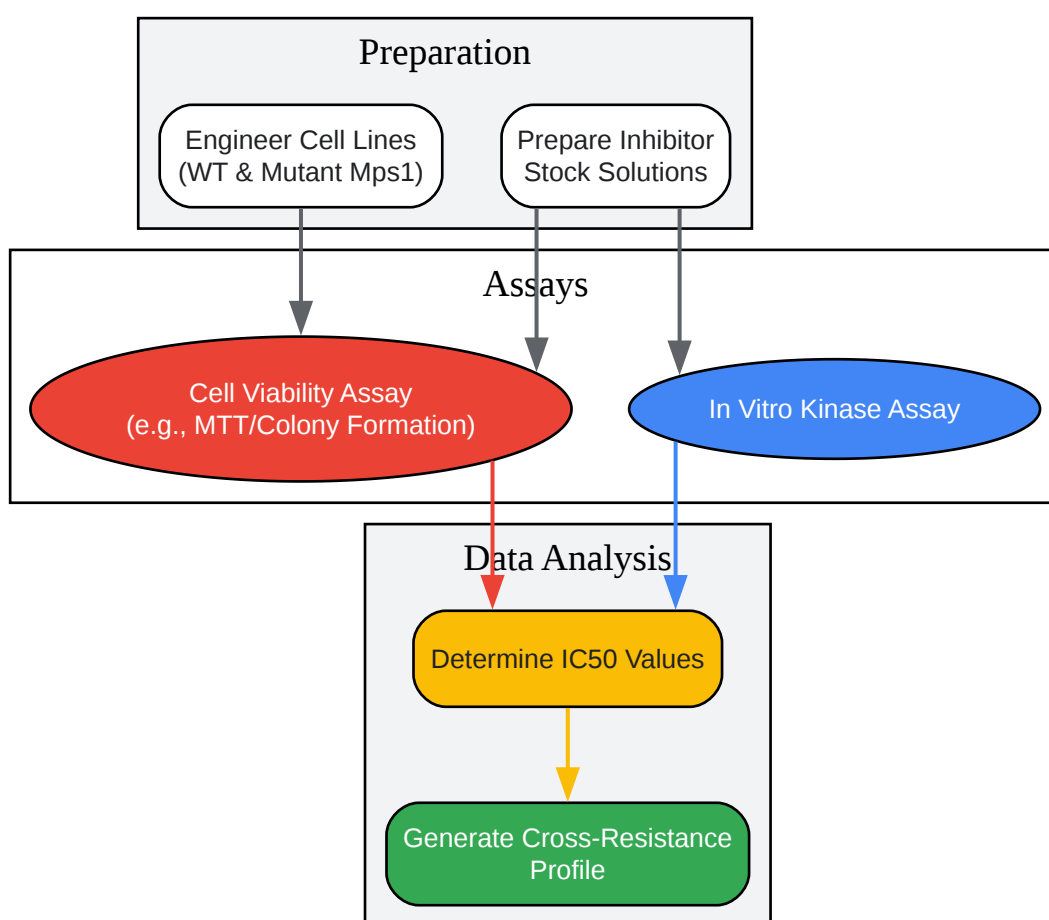 Preparation
Engineer Cell Lines
(WT & Mutant Mps1)
Prepare Inhibitor
Stock Solutions
Assays
Cell Viability Assay
(e.g., MTT/Colony Formation)
In Vitro Kinase Assay
Data Analysis
Determine IC50 Values
Generate Cross-Resistance
Profile